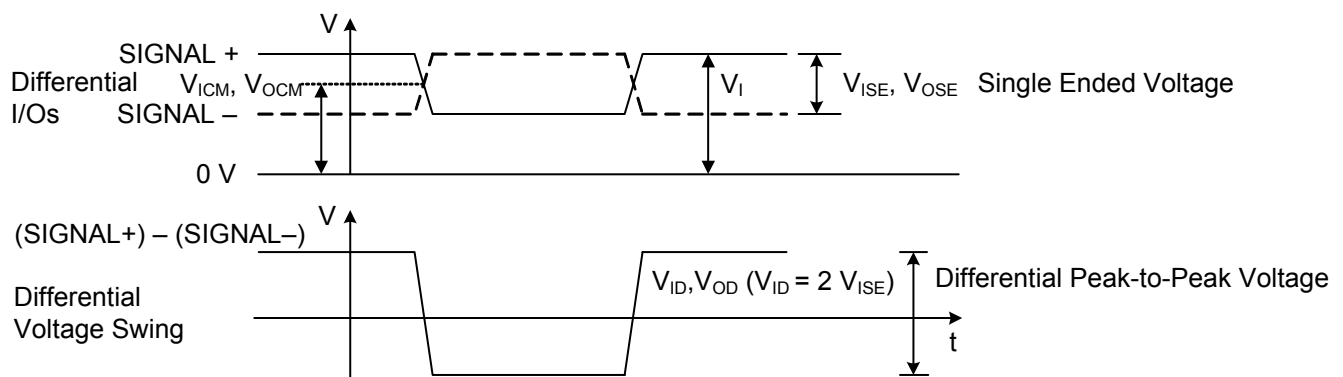 V
SIGNAL +
Differential I/Os
V_ICM, V_OCM
SIGNAL –
V_I
V_ISE, V_OSE Single Ended Voltage
0 V
V
(SIGNAL+) – (SIGNAL–)
V_ID,V_OD (V_ID = 2 V_ISE)
Differential Peak-to-Peak Voltage
Differential
Voltage Swing
t